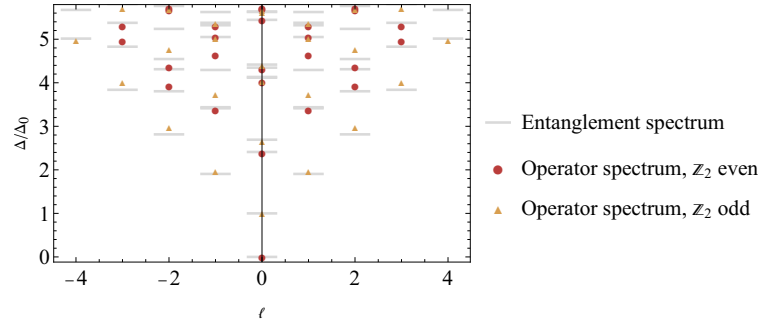 5
4
3
2
1
0
Δ/Δ₀
−4
−2
0
2
4
ℓ
Entanglement spectrum
Operator spectrum, ℤ₂ even
Operator spectrum, ℤ₂ odd